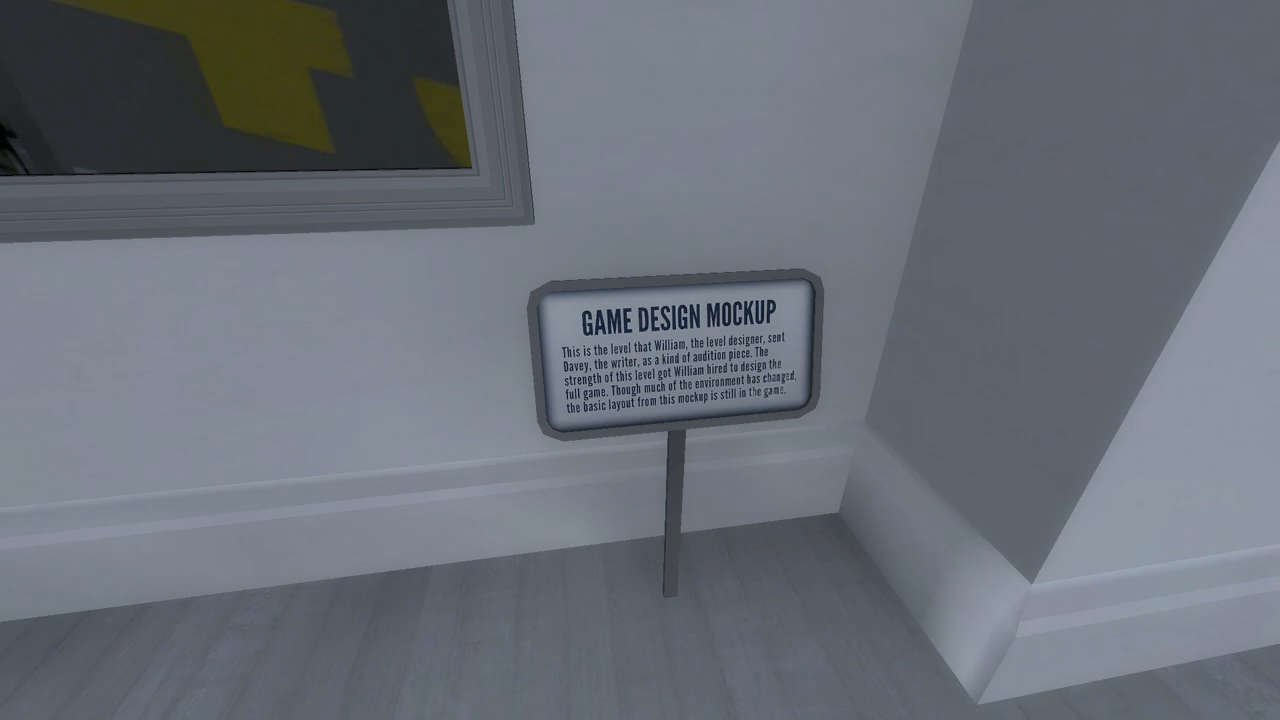 GAME DESIGN MOCKUP
This is the level that William, the level designer, sent
Davey, the writer, as a kind of audition piece. The
strength of this level got William hired to design the
full game. Though much of the environment has changed,
the basic layout from this mockup is still in the game.